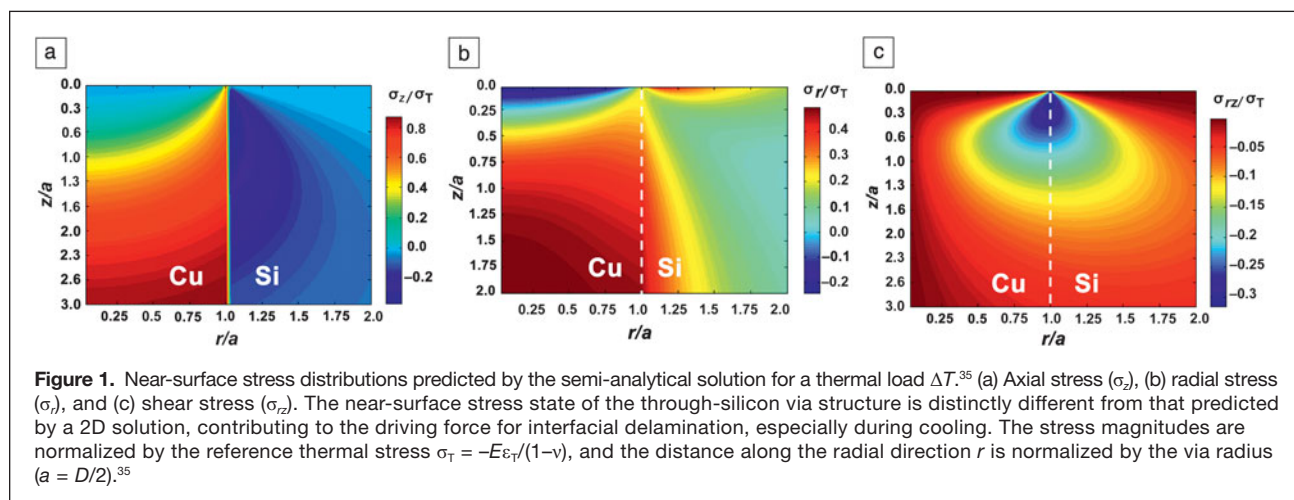 a
σz/σT
0.0
0.3
0.6
1.0
1.3
1.6
2.0
2.3
2.6
3.0
z/a
Cu
Si
0.25 0.5 0.75 1.0 1.25 1.5 1.75 2.0
r/a
0.8
0.6
0.4
0.2
0.0
−0.2
b
σr/σT
0.0
0.25
0.5
0.75
1.0
1.25
1.5
1.75
2.0
z/a
Cu
Si
0.25 0.5 0.75 1.0 1.25 1.5 1.75 2.0
r/a
0.4
0.3
0.2
0.1
0.0
−0.1
−0.2
c
σrz/σT
0.0
0.3
0.6
1.0
1.3
1.6
2.0
2.3
2.6
3.0
z/a
Cu
Si
0.25 0.5 0.75 1.0 1.25 1.5 1.75 2.0
r/a
−0.05
−0.1
−0.15
−0.2
−0.25
−0.3
Figure 1. Near-surface stress distributions predicted by the semi-analytical solution for a thermal load ΔT.35 (a) Axial stress (σz), (b) radial stress
(σr), and (c) shear stress (σrz). The near-surface stress state of the through-silicon via structure is distinctly different from that predicted
by a 2D solution, contributing to the driving force for interfacial delamination, especially during cooling. The stress magnitudes are
normalized by the reference thermal stress σT = –EεT/(1–ν), and the distance along the radial direction r is normalized by the via radius
(a = D/2).35